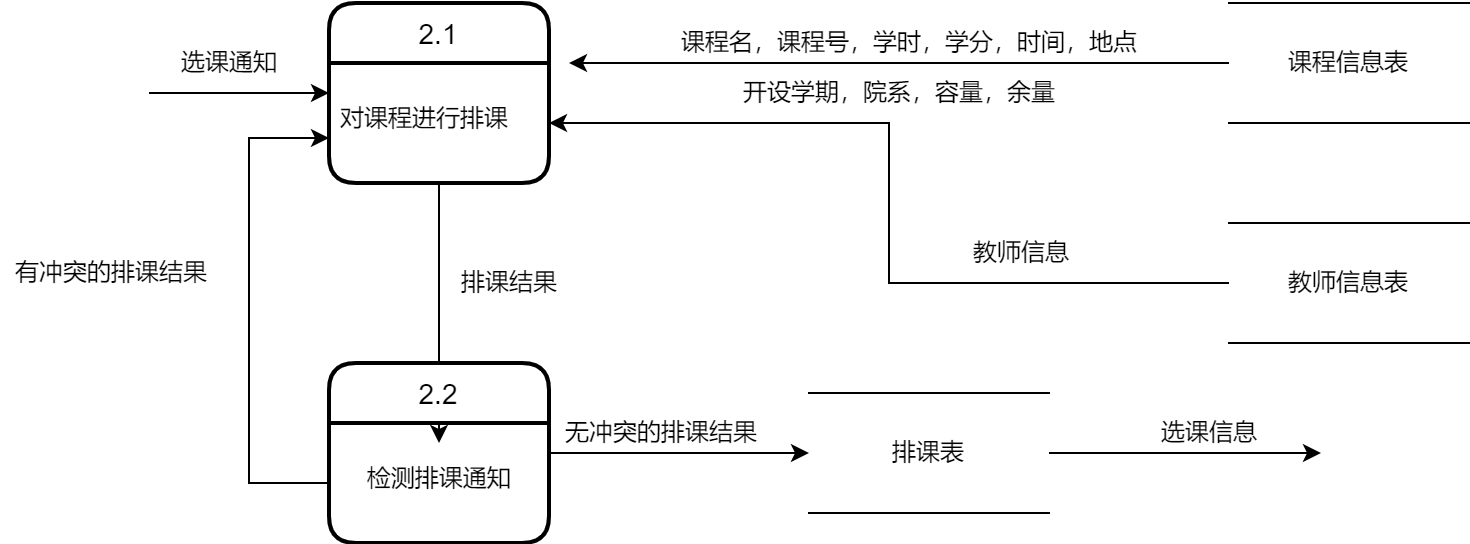 2.1
课程名，课程号，学时，学分，时间，地点
选课通知
课程信息表
开设学期，院系，容量，余量
对课程进行排课
教师信息
有冲突的排课结果
排课结果
教师信息表
2.2
无冲突的排课结果
选课信息
排课表
检测排课通知